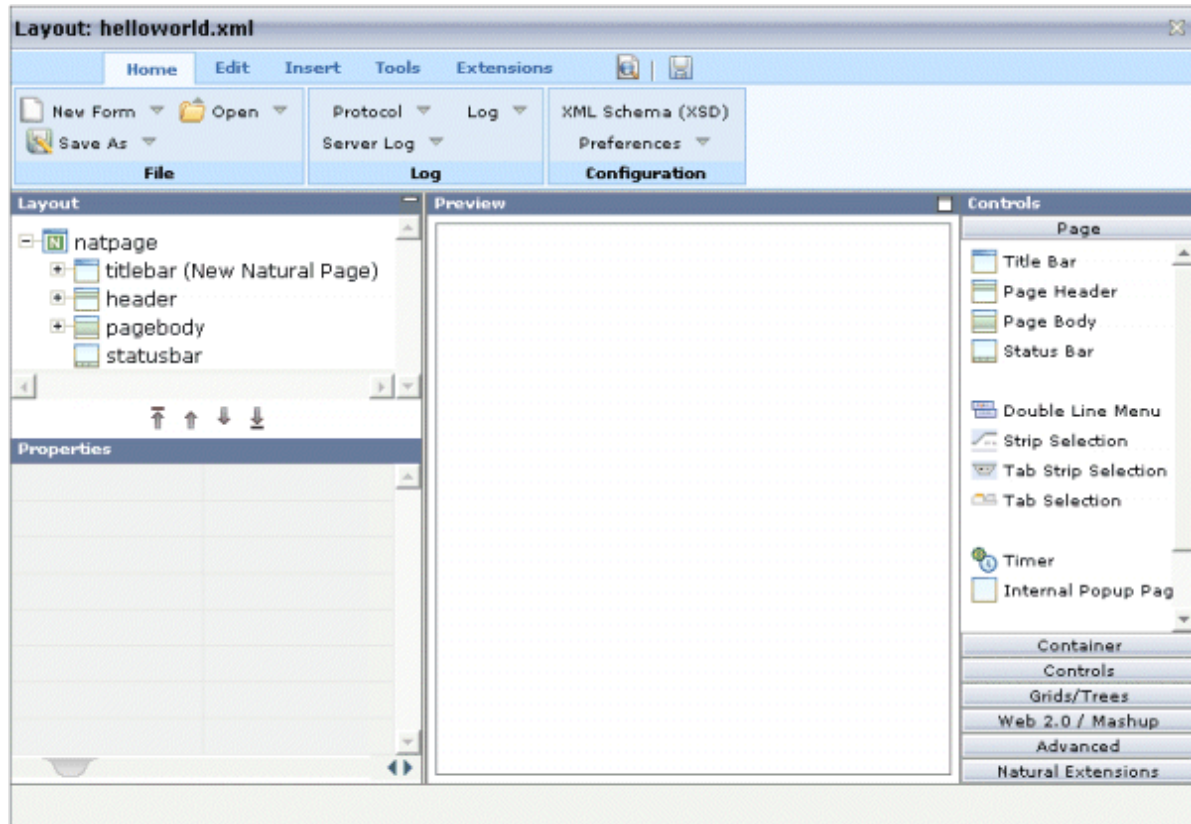 Layout: helloworld.xml
Home Edit Insert Tools Extensions
New Form Open
Save As
File
Protocol Log
Server Log
Log
XML Schema (XSD)
Preferences
Configuration
Layout
natpage
titlebar (New Natural Page)
header
pagebody
statusbar
Properties
Preview
Controls
Page
Title Bar
Page Header
Page Body
Status Bar
Double Line Menu
Strip Selection
Tab Strip Selection
Tab Selection
Timer
Internal Popup Pag
Container
Controls
Grids/Trees
Web 2.0 / Mashup
Advanced
Natural Extensions